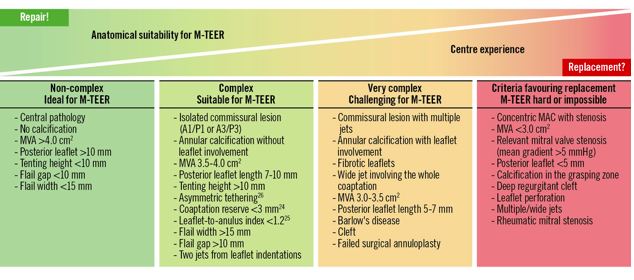 Repair!
Anatomical suitability for M-TEER
Centre experience
Replacement?
Non-complex
Ideal for M-TEER
- Central pathology
- No calcification
- MVA >4.0 cm²
- Posterior leaflet >10 mm
- Tenting height <10 mm
- Flail gap <10 mm
- Flail width <15 mm
Complex
Suitable for M-TEER
- Isolated commissural lesion
(A1/P1 or A3/P3)
- Annular calcification without
leaflet involvement
- MVA 3.5-4.0 cm²
- Posterior leaflet length 7-10 mm
- Tenting height >10 mm
- Asymmetric tethering²⁶
- Coaptation reserve <3 mm²⁴
- Leaflet-to-anulus index <1.2²⁵
- Flail width >15 mm
- Flail gap >10 mm
- Two jets from leaflet indentations
Very complex
Challenging for M-TEER
- Commissural lesion with multiple
jets
- Annular calcification with leaflet
involvement
- Fibrotic leaflets
- Wide jet involving the whole
coaptation
- MVA 3.0-3.5 cm²
- Posterior leaflet length 5-7 mm
- Barlow's disease
- Cleft
- Failed surgical annuloplasty
Criteria favouring replacement
M-TEER hard or impossible
- Concentric MAC with stenosis
- MVA <3.0 cm²
- Relevant mitral valve stenosis
(mean gradient >5 mmHg)
- Posterior leaflet <5 mm
- Calcification in the grasping zone
- Deep regurgitant cleft
- Leaflet perforation
- Multiple/wide jets
- Rheumatic mitral stenosis